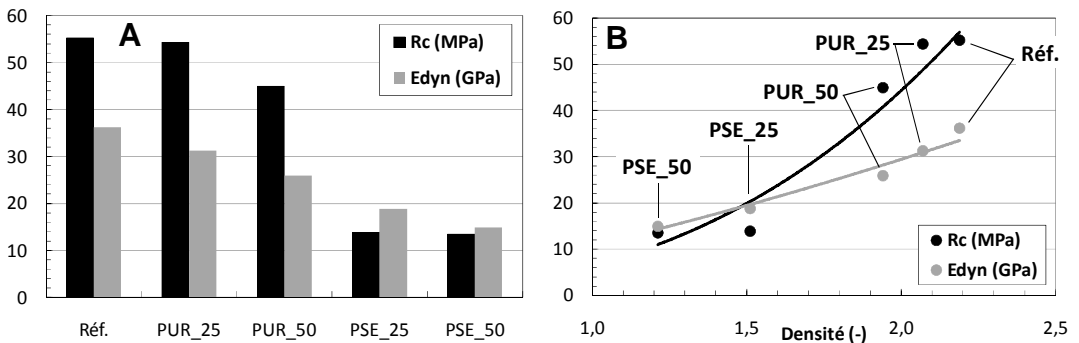 A
Rc (MPa)
Edyn (GPa)
60
50
40
30
20
10
0
Réf. PUR_25 PUR_50 PSE_25 PSE_50
B
PUR_25
Réf.
PUR_50
PSE_25
PSE_50
Rc (MPa)
Edyn (GPa)
60
50
40
30
20
10
0
1,0 1,5 2,0 2,5
Densité (-)